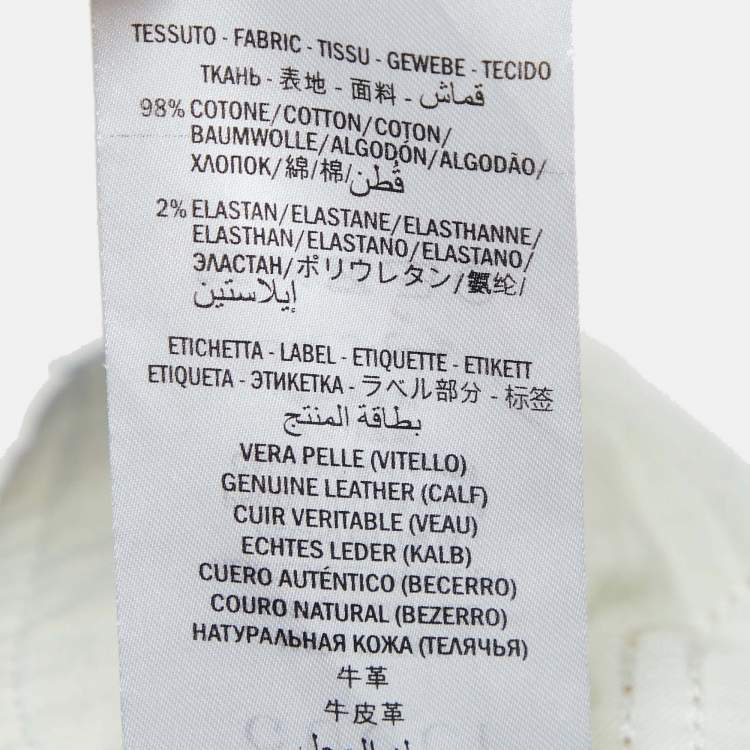 TESSUTO - FABRIC - TISSU - GEWEBE - TECIDO
ТКАНЬ - 表地 - 面料 - قماش
98% COTONE/COTTON/COTON/
BAUMWOLLE/ALGODÓN/ALGODÃO/
ХЛОПОК/綿/棉/قُطن
2% ELASTAN/ELASTANE/ELASTHANNE/
ELASTHAN/ELASTANO/ELASTANO/
ЭЛАСТАН/ポリウレタン/氨纶/
إيلاستين
ETICHETTA - LABEL - ETIQUETTE - ETIKETT
ETIQUETA - ЭТИКЕТКА - ラベル部分 - 标签
بطاقة المنتج
VERA PELLE (VITELLO)
GENUINE LEATHER (CALF)
CUIR VERITABLE (VEAU)
ECHTES LEDER (KALB)
CUERO AUTÉNTICO (BECERRO)
COURO NATURAL (BEZERRO)
НАТУРАЛЬНАЯ КОЖА (ТЕЛЯЧЬЯ)
牛革
牛皮革